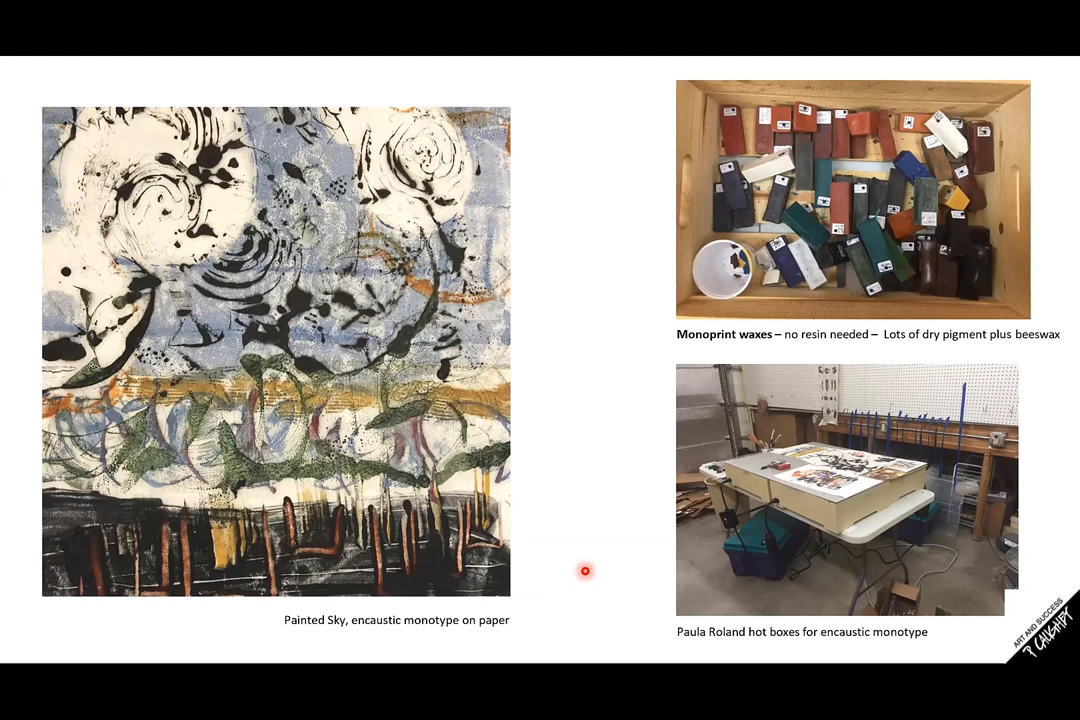 Painted Sky, encaustic monotype on paper
Monoprint waxes – no resin needed – Lots of dry pigment plus beeswax
Paula Roland hot boxes for encaustic monotype
ART AND SUCCESS
P CAUGHEY